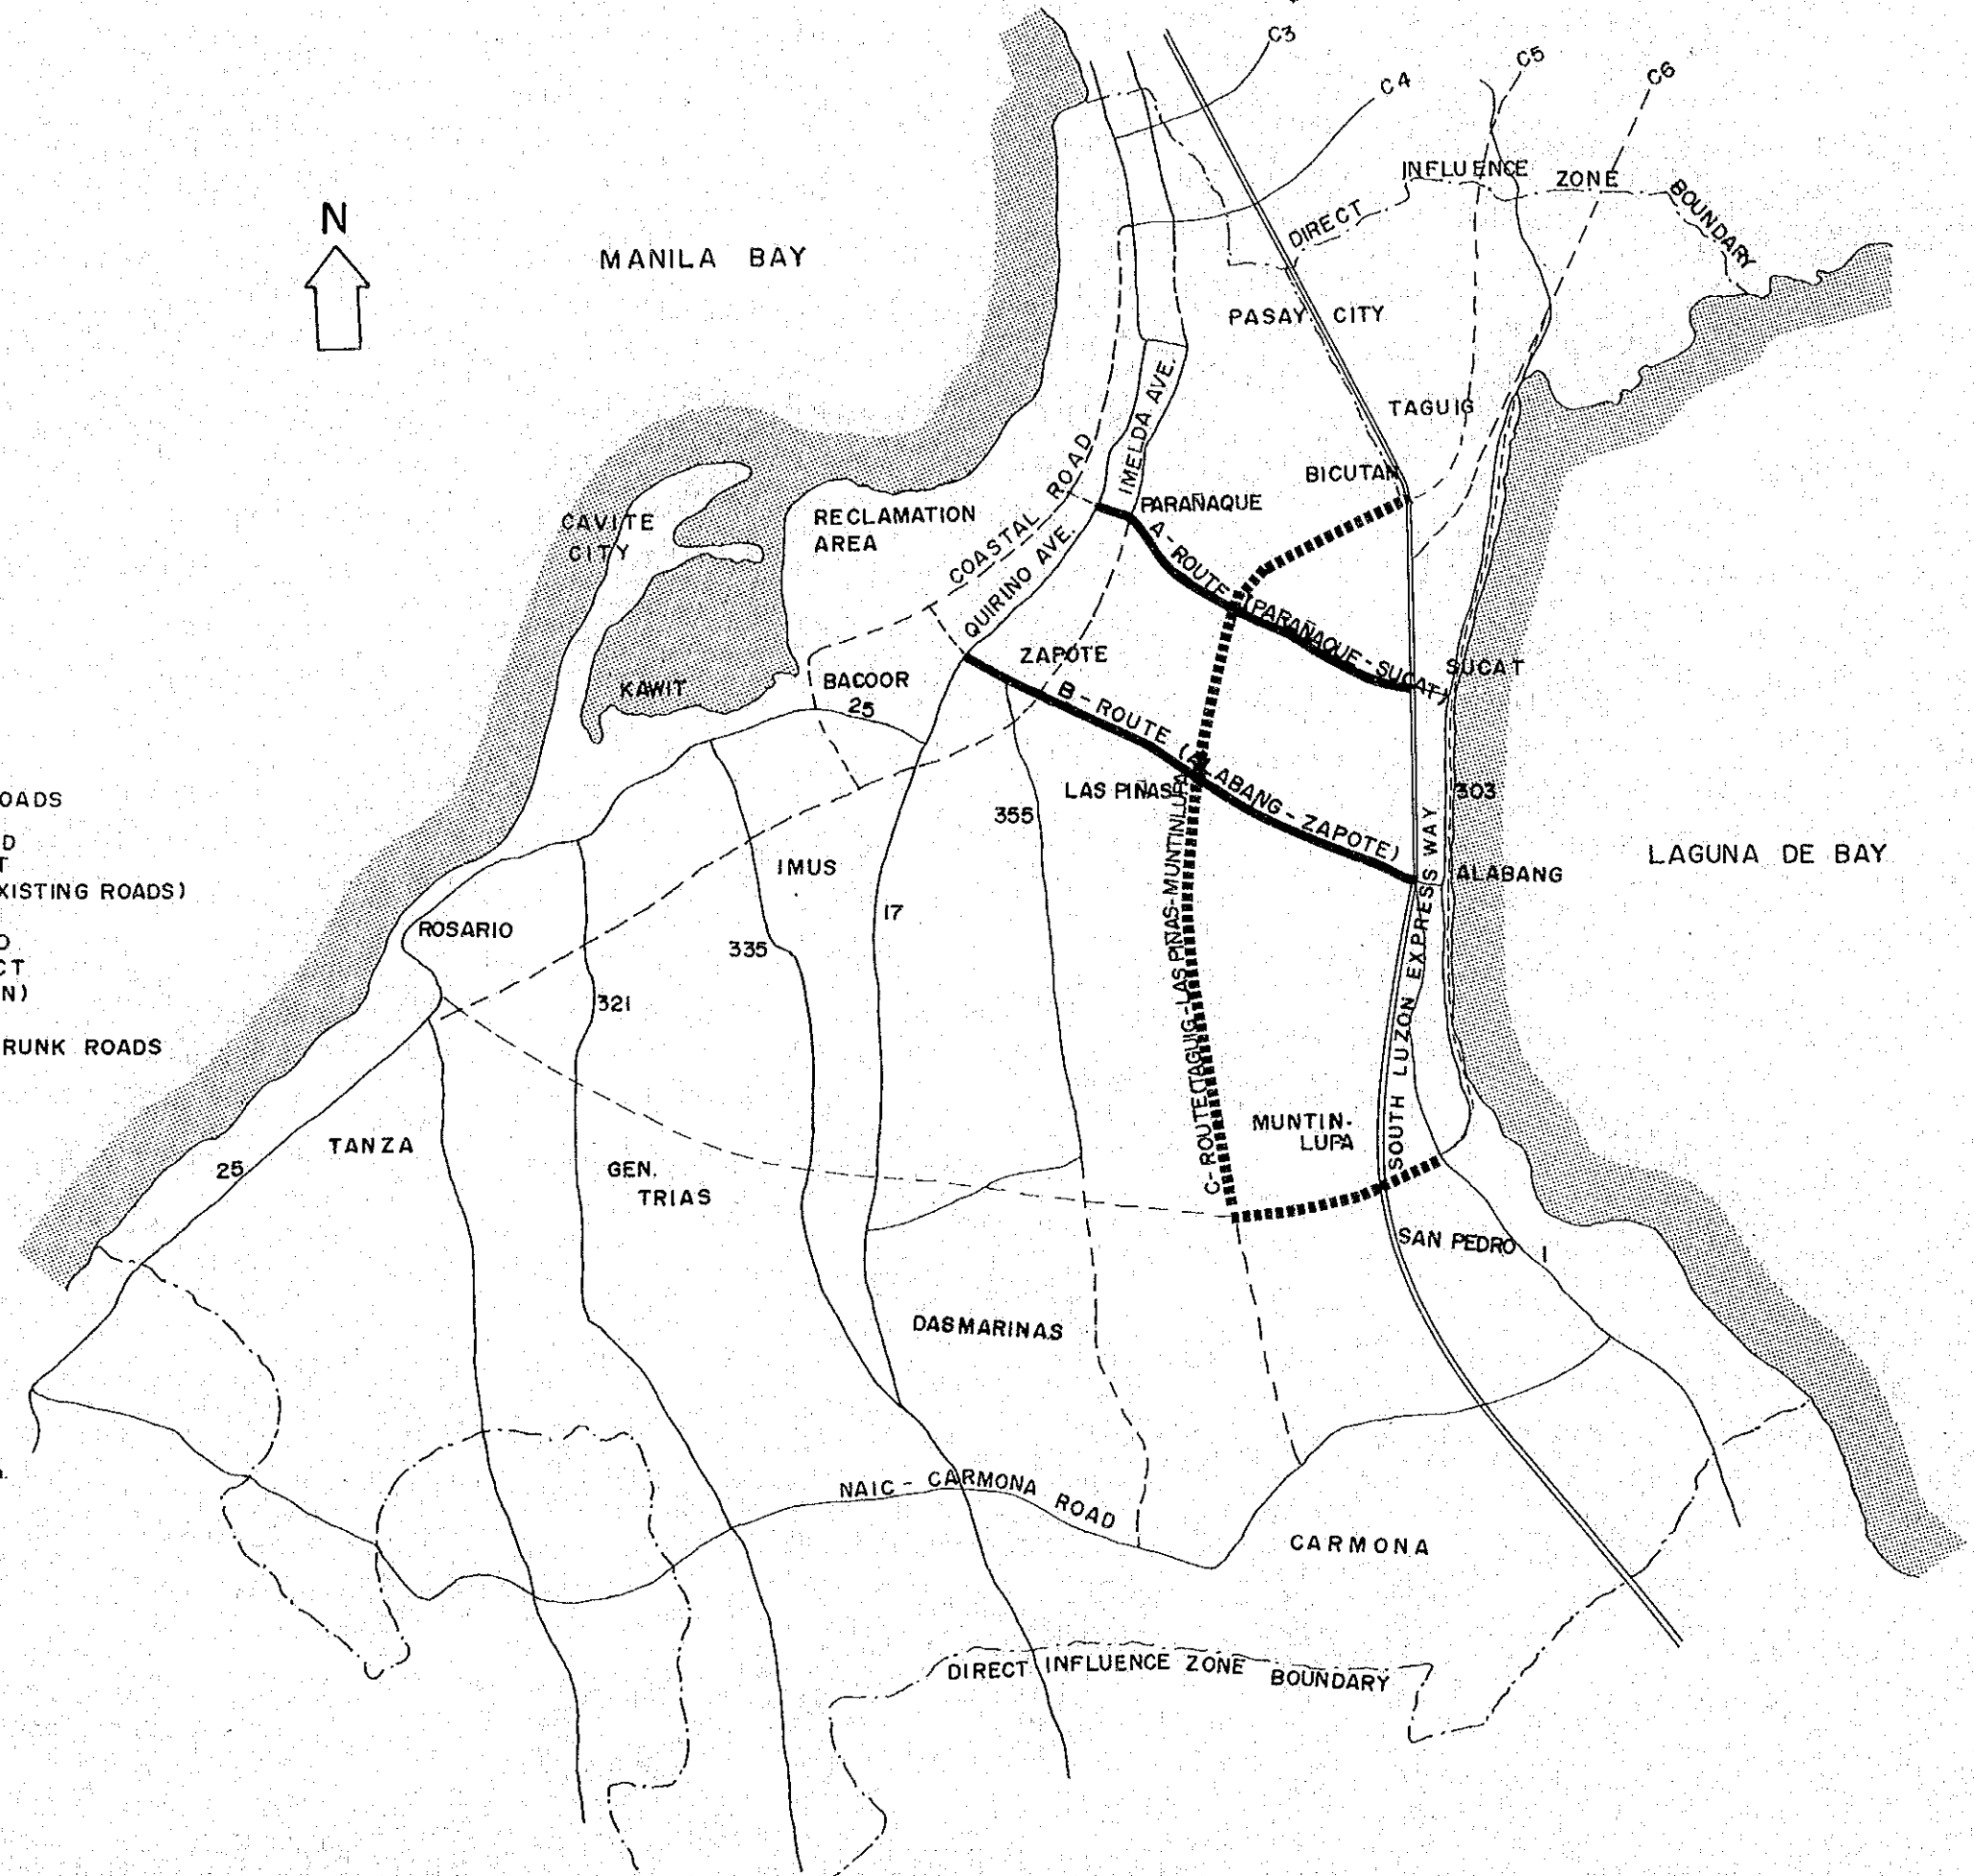 C3
C4
C5
C6
N
MANILA BAY
DIRECT INFLUENCE ZONE BOUNDARY
PASAY CITY
TAGUIG
BICUTAN
IMELDA AVE.
COASTAL ROAD
QUIRINO AVE.
PARAÑAQUE
RECLAMATION
AREA
CAVITE
CITY
A-ROUTE (PARAÑAQUE-SUCAT)
SUCAT
ZAPOTE
KAWIT
BACOOR
25
B-ROUTE (ALABANG-ZAPOTE)
LAS PIÑAS
303
355
OADS
D
T
XISTING ROADS)
IMUS
LAGUNA DE BAY
ALABANG
17
ROSARIO
335
321
CT
N)
RUNK ROADS
C-ROUTE (TAGUIG-LAS PIÑAS-MUNTINLUPA
SOUTH LUZON EXPRESS WAY
MUNTIN-
LUPA
TANZA
25
GEN.
TRIAS
SAN PEDRO
1
DASMARINAS
NAIC - CARMONA ROAD
CARMONA
DIRECT INFLUENCE ZONE BOUNDARY